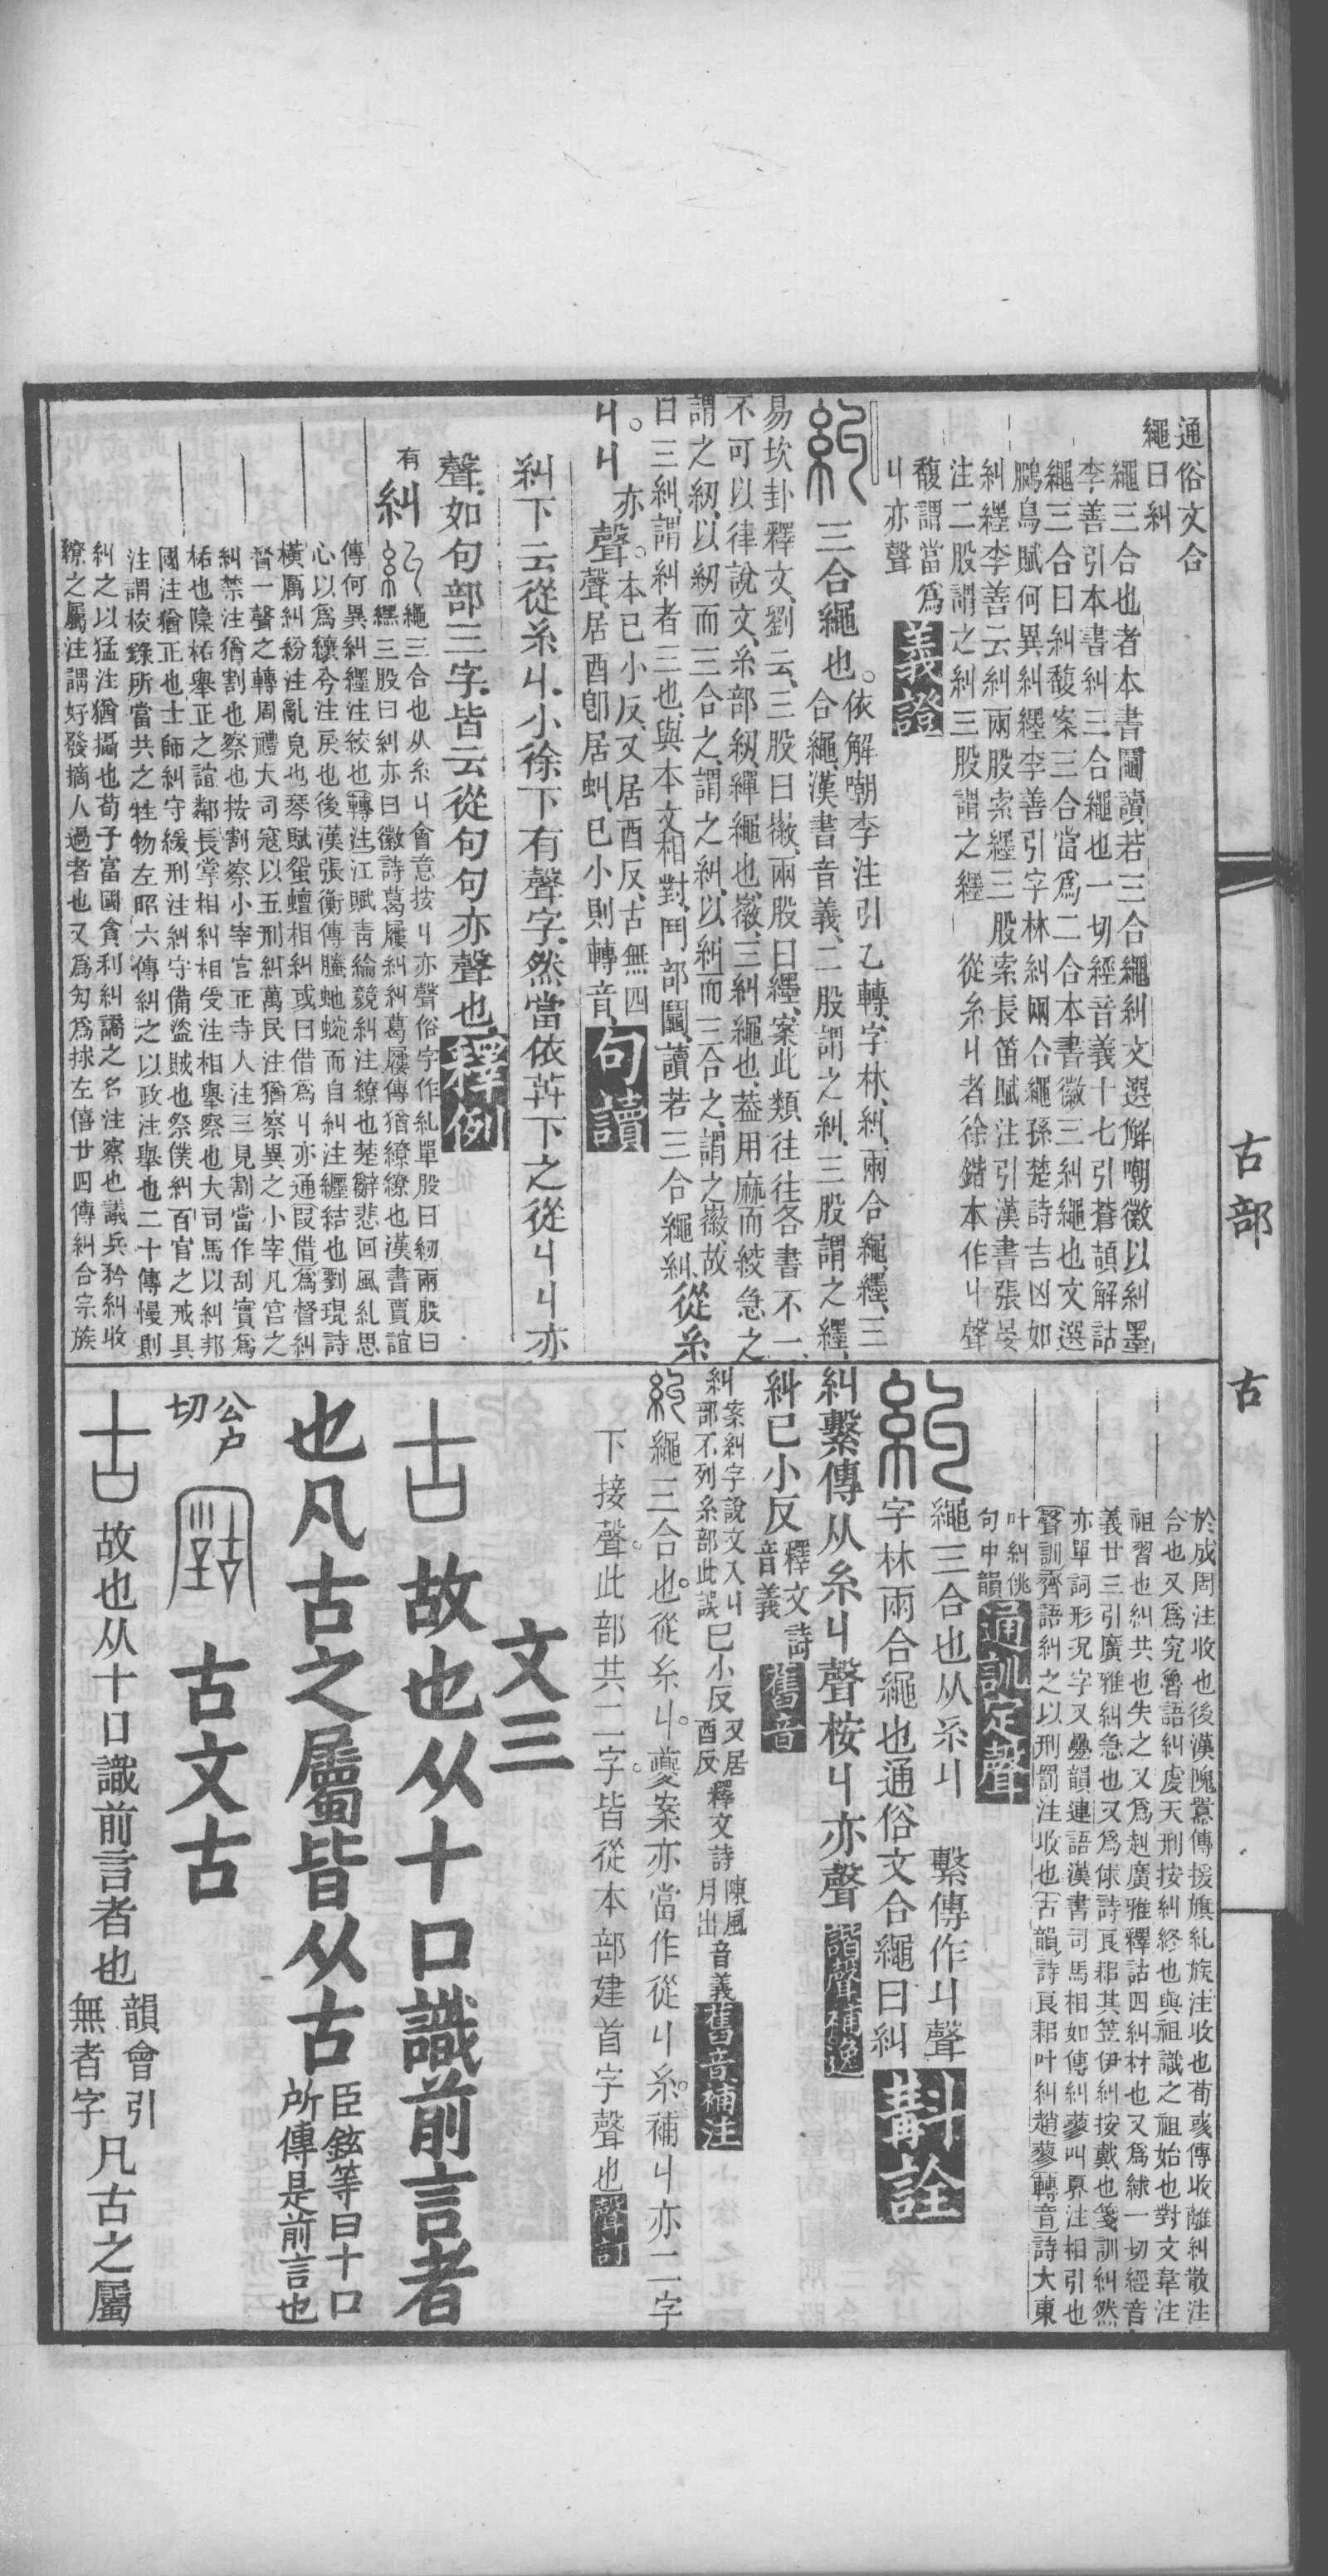 通俗文合
繩曰糾
繩三合也者本書䦰讀若三合繩糾文選解嘲徽以糾墨
李善引本書糾三合繩也一切經音義十七引蒼頡解詁
繩三合曰糾馥案三合當爲二合本書徽三糾繩也文選
鵩鳥賦何異糾纆李善引字林糾兩合繩孫楚詩吉凶如
糾纆李善云糾兩股索纆三股索長笛賦注引漢書張晏
注二股謂之糾三股謂之纆 從糸丩者徐鍇本作丩聲
馥謂當爲
丩亦聲 義證
糾 三合繩也。依解嘲李注引乙轉、字林、糾、兩合繩、纆、三
合繩、漢書音義、二股謂之糾、三股謂之纆、
易坎卦釋文、劉云、三股曰徽、兩股曰纆、案此類、往往各書不一、
不可以律說文、糸部紉、繟繩也、徽、三糾繩也、葢用麻而絞急之
謂之紉、以紉而三合之、謂之糾、以糾而三合之、謂之徽、故
曰三糾、謂糾者三也、與本文相對、鬥部䦰、讀若三合繩糾、從糸
丩。丩亦聲。本已小反、又居酉反、古無四
聲、居酉卽居虯、已小則轉音、 句讀
糾下云從糸丩、小徐下有聲字、然當依茻下之從丩丩亦
聲、如句部三字、皆云從句句亦聲也、 釋例
有 糾 繩三合也从糸丩會意按丩亦聲俗字作糺單股曰紉兩股曰
纆三股曰糾亦曰徽詩葛屨糾糾葛屨傳猶繚繚也漢書賈誼
傳何異糾纆注絞也 轉注 江賦靑綸競糾注繚也楚辭悲回風糺思
心以爲纕兮注戾也後漢張衡傳騰虵蜿而自糾注纏結也劉琨詩
橫厲糾紛注亂皃也琴賦蜿蟺相糾或曰借爲丩亦通 叚借 爲督糾
督一聲之轉周禮大司寇以五刑糾萬民注猶察異之小宰凡宮之
糾禁注猶割也察也按割察小宰宮正寺人注三見割當作刮實爲
栝也隱栝舉正之誼鄰長掌相糾相受注相舉察也大司馬以糾邦
國注猶正也士師糾守緩刑注糾守備盜賊也祭僕糾百官之戒具
注謂校錄所當共之牲物左昭六傳糾之以政注舉也二十傳慢則
糾之以猛注猶攝也荀子富國貪利糾譑之名注察也議兵矜糾收
繚之屬注謂好發摘人過者也又爲勼爲捄左僖廿四傳糾合宗族
於成周注收也後漢隗囂傳援旗糺族注收也荀彧傳收離糾散注
合也又爲究魯語糾虔天刑按糾終也與祖識之祖始也對文韋注
祖習也糾共也失之又爲赳廣雅釋詁四糾材也又爲絿一切經音
義廿三引廣雅糾急也又爲俅詩良耜其笠伊糾按戴也箋訓糾然
亦單詞形況字又疊韻連語漢書司馬相如傳糾蓼叫奡注相引也
聲訓 齊語糾之以刑罰注收也 古韻 詩良耜叶糾趙蓼 轉音 詩大東
叶糾佻
句中韻 通訓定聲
糾 繩三合也从糸丩 繫傳作丩聲
字林兩合繩也通俗文合繩曰糾 斠詮
糾繫傳从糸丩聲桉丩亦聲 諧聲補逸
糾已小反 釋文詩
音義 舊音
糾 案糾字說文入丩
部不列糸部此誤 已小反 又居
酉反 釋文詩 陳風
月出 音義 舊音補注
糾 繩三合也。從糸丩。夔案亦當作從丩糸。補丩亦二字
下接聲。此部共二字。皆從本部建首字聲也 聲訂
文三
古 故也从十口識前言者
也凡古之屬皆从古 臣鉉等曰十口
所傳是前言也
公戶
切 古文古
古 故也从十口識前言者也 韻會引
無者字 凡古之屬
古部
古